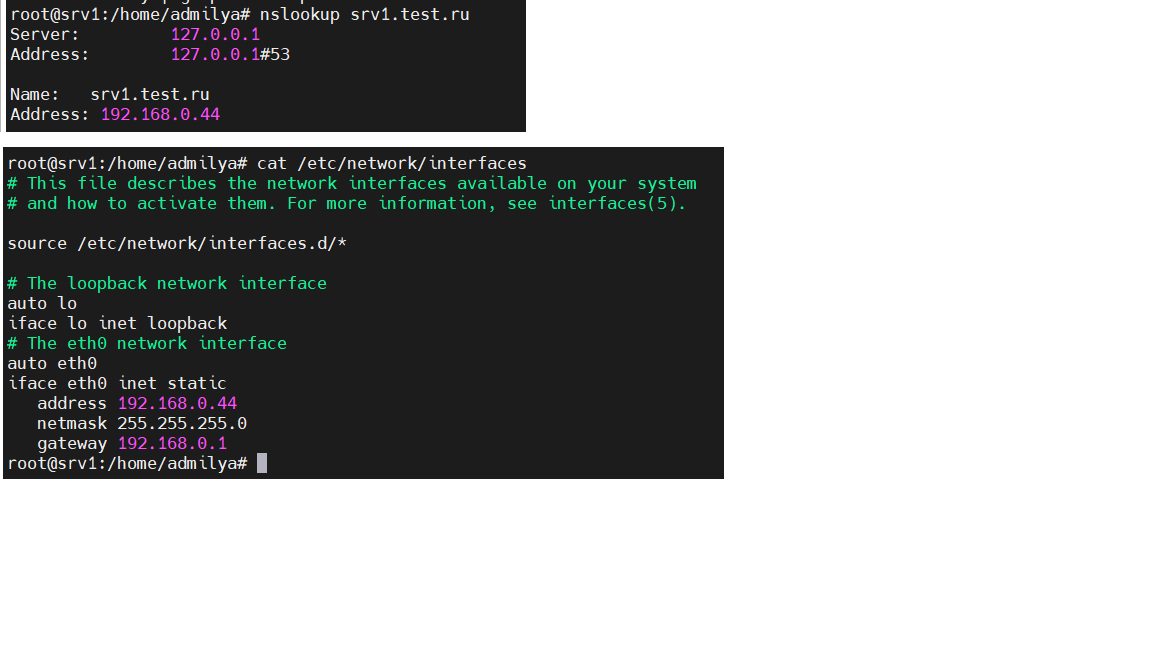 root@srv1:/home/admilya# nslookup srv1.test.ru
Server:         127.0.0.1
Address:        127.0.0.1#53
Name:   srv1.test.ru
Address: 192.168.0.44
root@srv1:/home/admilya# cat /etc/network/interfaces
# This file describes the network interfaces available on your system
# and how to activate them. For more information, see interfaces(5).
source /etc/network/interfaces.d/*
# The loopback network interface
auto lo
iface lo inet loopback
# The eth0 network interface
auto eth0
iface eth0 inet static
   address 192.168.0.44
   netmask 255.255.255.0
   gateway 192.168.0.1
root@srv1:/home/admilya#